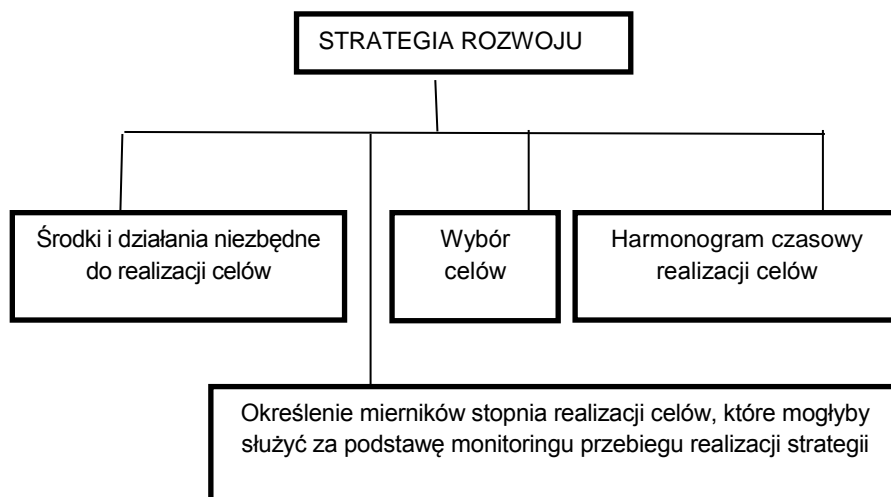 STRATEGIA ROZWOJU
Środki i działania niezbędne
do realizacji celów
Wybór
celów
Harmonogram czasowy
realizacji celów
Określenie mierników stopnia realizacji celów, które mogłyby
służyć za podstawę monitoringu przebiegu realizacji strategii